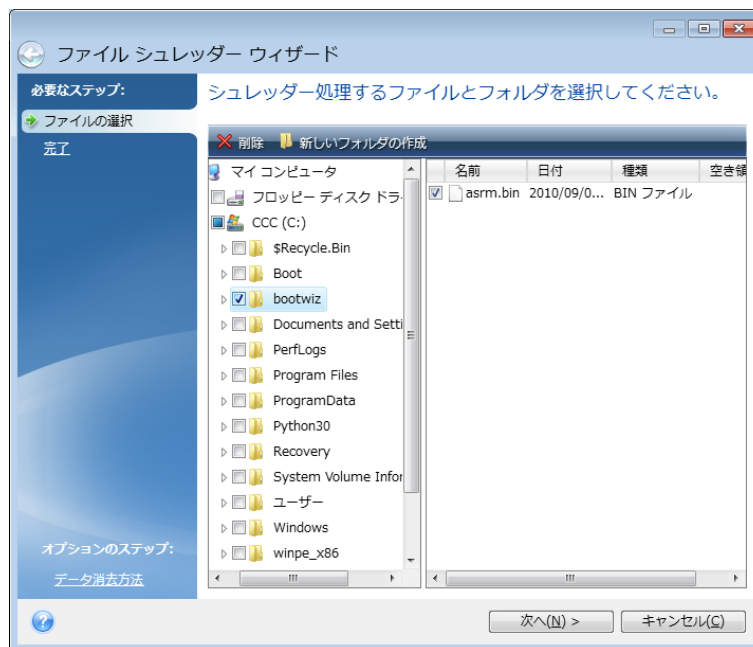 ファイル シュレッダー ウィザード
必要なステップ:
ファイルの選択
完了
オプションのステップ:
データ消去方法
シュレッダー処理するファイルとフォルダを選択してください。
削除 新しいフォルダの作成
マイ コンピュータ
フロッピー ディスク ドラ
CCC (C:)
$Recycle.Bin
Boot
bootwiz
Documents and Setti
PerfLogs
Program Files
ProgramData
Python30
Recovery
System Volume Infor
ユーザー
Windows
winpe_x86
名前 日付 種類 空き領
asrm.bin 2010/09/0... BIN ファイル
次へ(N) > キャンセル(C)